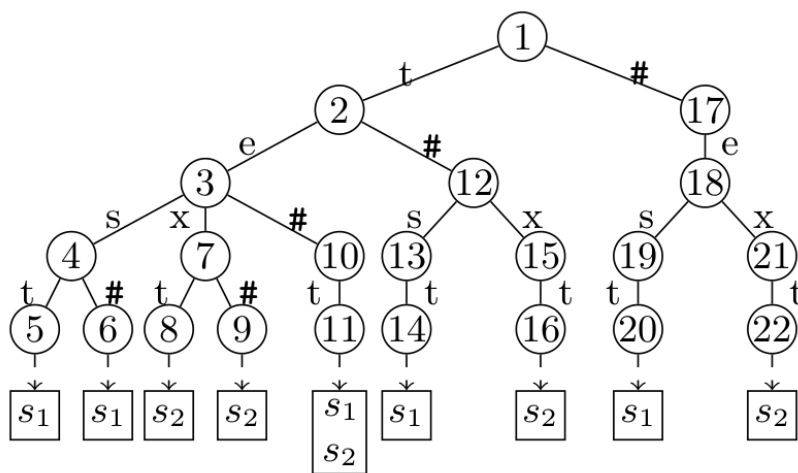 1
t #
2 17
e # e
3 12 18
s x # s x s x
4 7 10 13 15 19 21
t # t # t t t t t
5 6 8 9 11 14 16 20 22
s1 s1 s2 s2 s1 s1 s2 s1 s2
s2